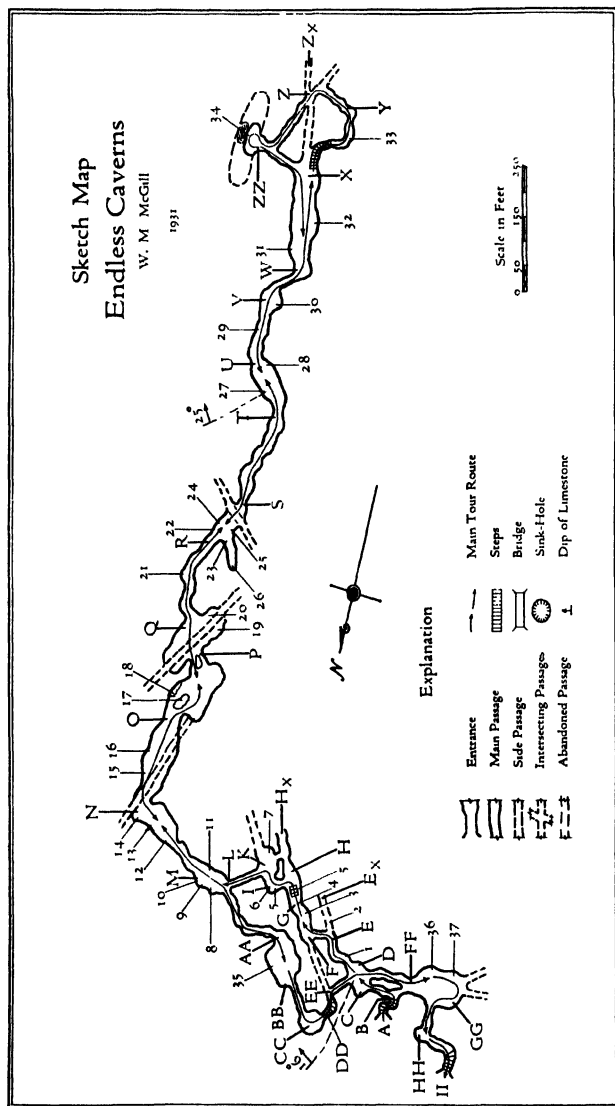 Sketch Map
Endless Caverns
W. M McGill
1931
34
ZZ
Z
Zx
Y
33
X
32
31
W
V
30
29
U
28
27
25°
T
S
24
22
R
25
23
26
21
Q
20
19
P
18
17
O
16
15
N
14
13
12
11
M
10
9
8
L
K
7
Hx
H
I
6
5
5
G
4
Ex
3
2
E
1
F
D
AA
35
BB
CC
EE
DD
C
B
A
FF
36
37
GG
HH
II
N
Scale in Feet
0 50 150 250
Explanation
Entrance
Main Passage
Side Passage
Intersecting Passages
Abandoned Passage
Main Tour Route
Steps
Bridge
Sink-Hole
Dip of Limestone